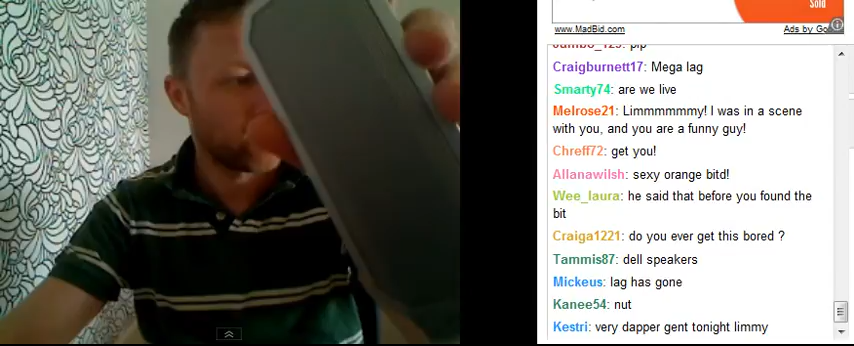 Sold
www.MadBid.com
Ads by Goo
Jumbo_123: pip
Craigburnett17: Mega lag
Smarty74: are we live
Melrose21: Limmmmmmy! I was in a scene
with you, and you are a funny guy!
Chreff72: get you!
Allanawilsh: sexy orange bitd!
Wee_laura: he said that before you found the
bit
Craiga1221: do you ever get this bored ?
Tammis87: dell speakers
Mickeus: lag has gone
Kanee54: nut
Kestri: very dapper gent tonight limmy